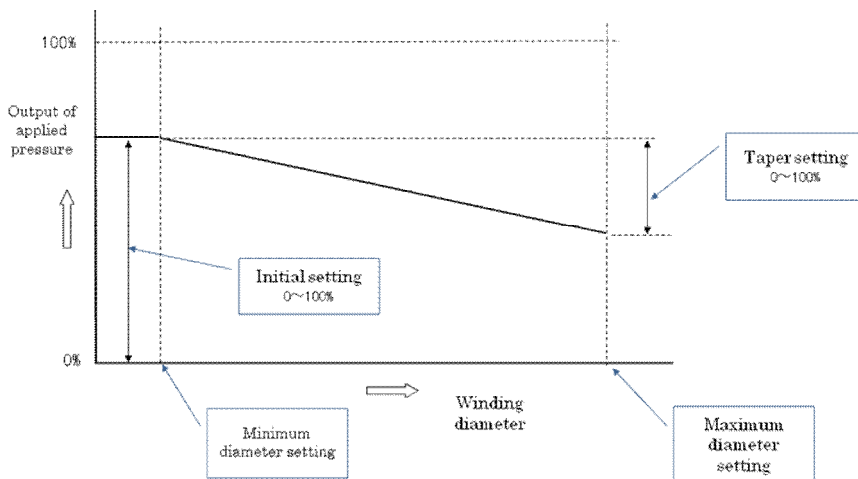 100%
Output of
applied
pressure
Taper setting
0～100%
Initial setting
0～100%
0%
Winding
diameter
Minimum
diameter setting
Maximum
diameter
setting